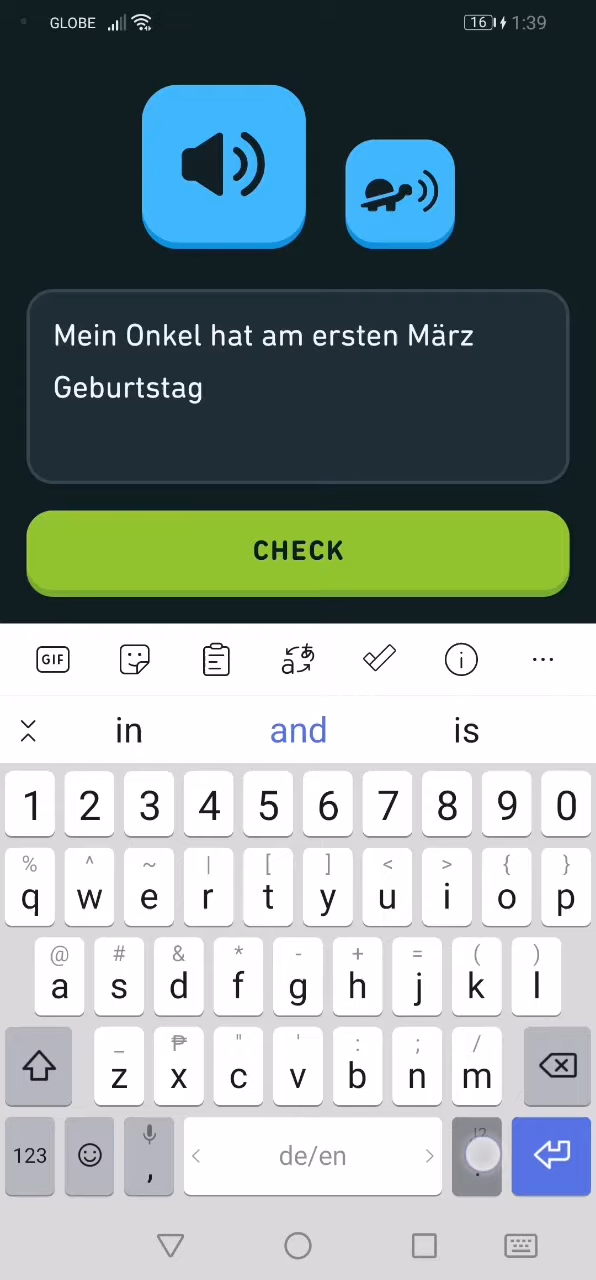 GLOBE 16 1:39
Mein Onkel hat am ersten März
Geburtstag
CHECK
GIF
in and is
1 2 3 4 5 6 7 8 9 0
% ^ ~ | [ ] < > { }
q w e r t y u i o p
@ # & * - + = ( )
a s d f g h j k l
_ ₱ " ' : ; /
z x c v b n m
!?
123 , < de/en > .